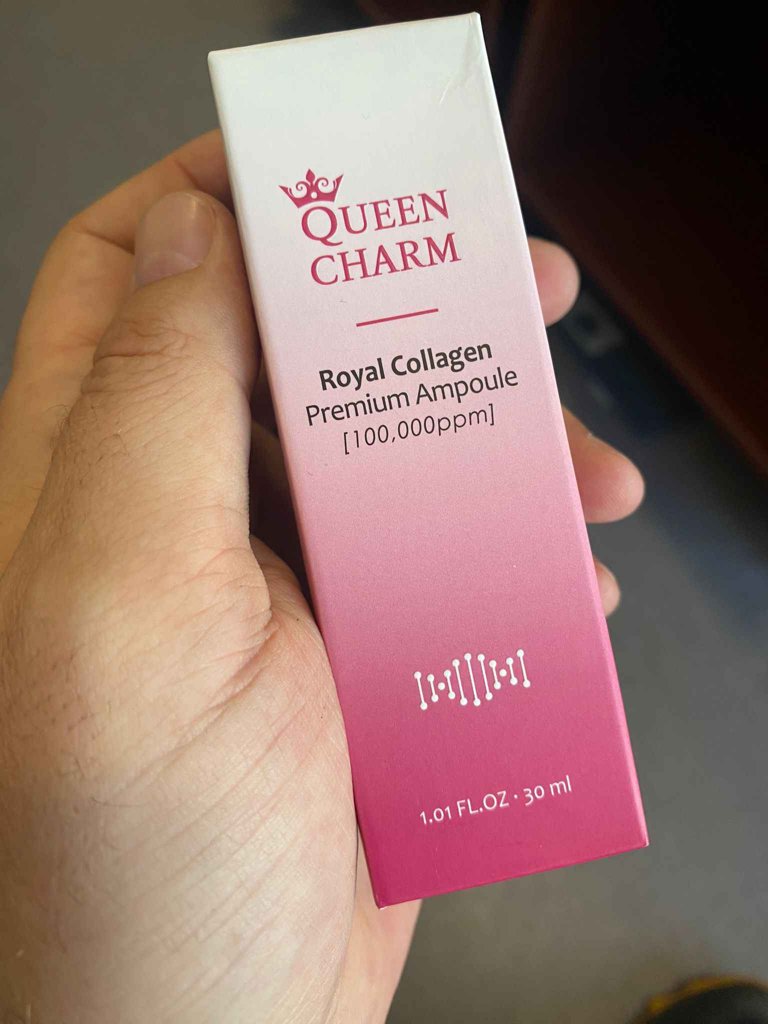 QUEEN
CHARM
Royal Collagen
Premium Ampoule
[100,000ppm]
1.01 FL.OZ · 30 ml